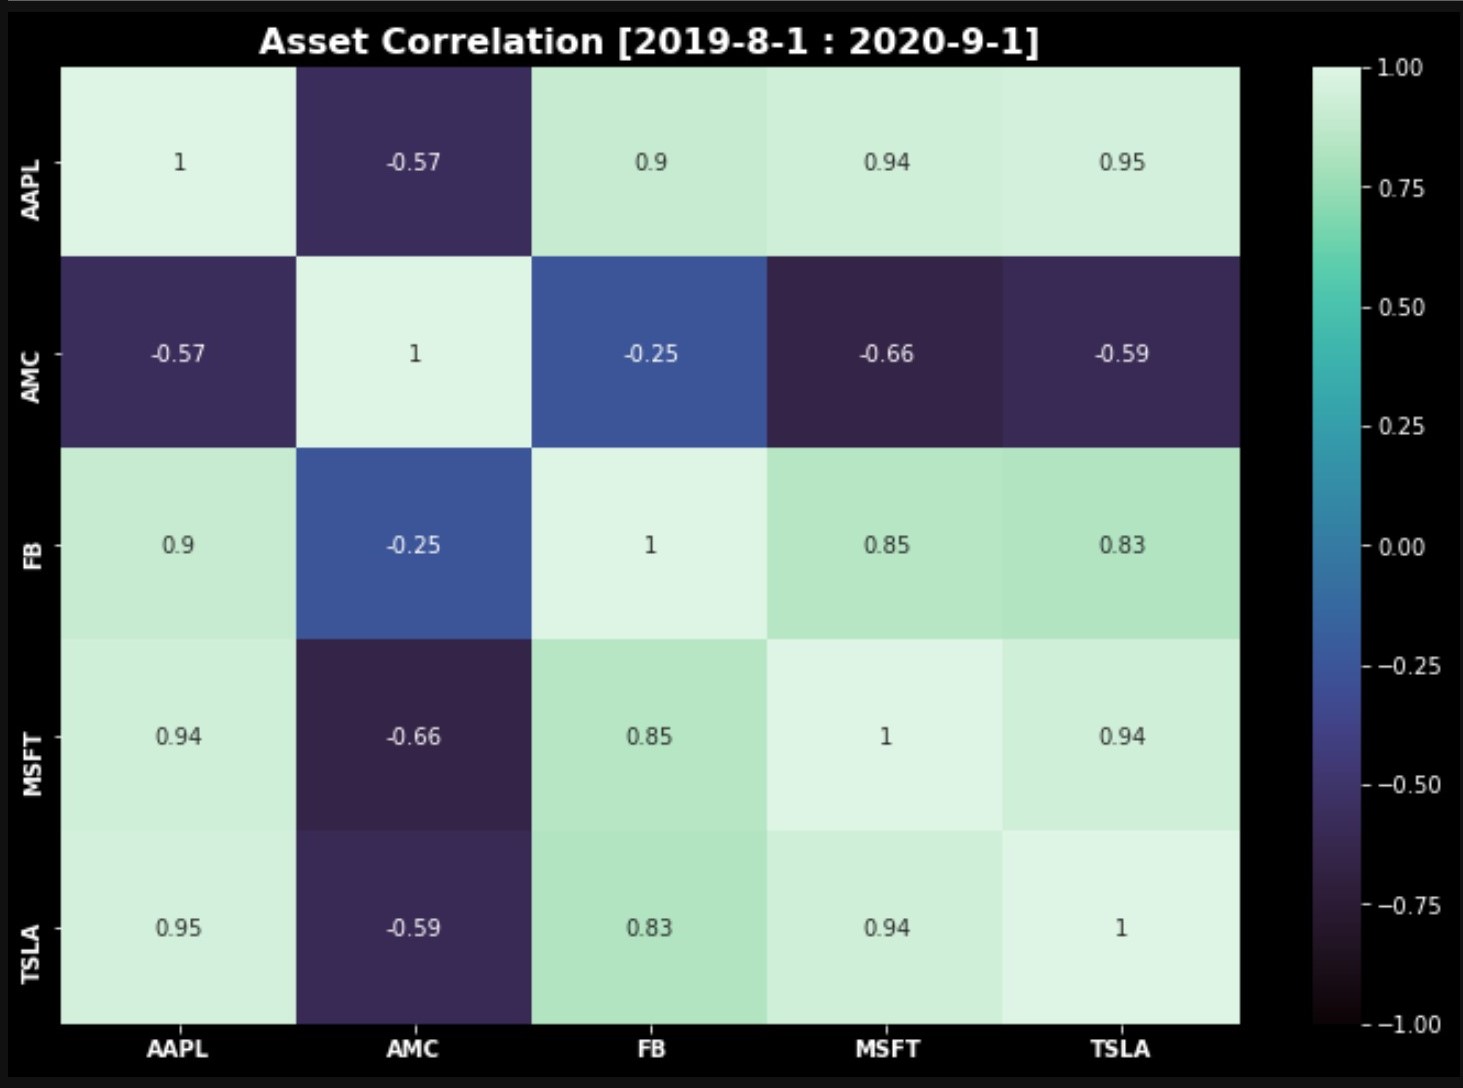 Asset Correlation [2019-8-1 : 2020-9-1]
AAPL 1 -0.57 0.9 0.94 0.95
AMC -0.57 1 -0.25 -0.66 -0.59
FB 0.9 -0.25 1 0.85 0.83
MSFT 0.94 -0.66 0.85 1 0.94
TSLA 0.95 -0.59 0.83 0.94 1
AAPL AMC FB MSFT TSLA
1.00
0.75
0.50
0.25
0.00
−0.25
−0.50
−0.75
−1.00